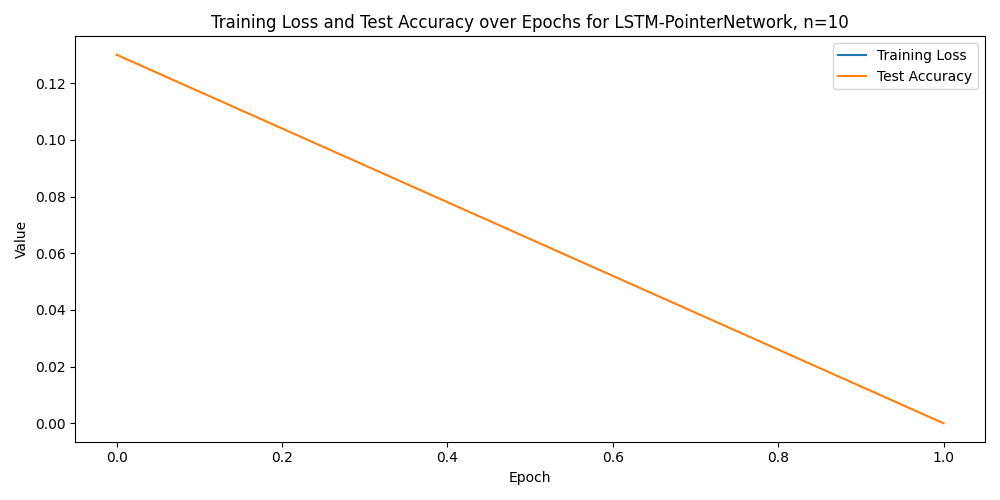 Training Loss and Test Accuracy over Epochs for LSTM-PointerNetwork, n=10
Training Loss
Test Accuracy
0.12
0.10
0.08
0.06
0.04
0.02
0.00
Value
0.0 0.2 0.4 0.6 0.8 1.0
Epoch